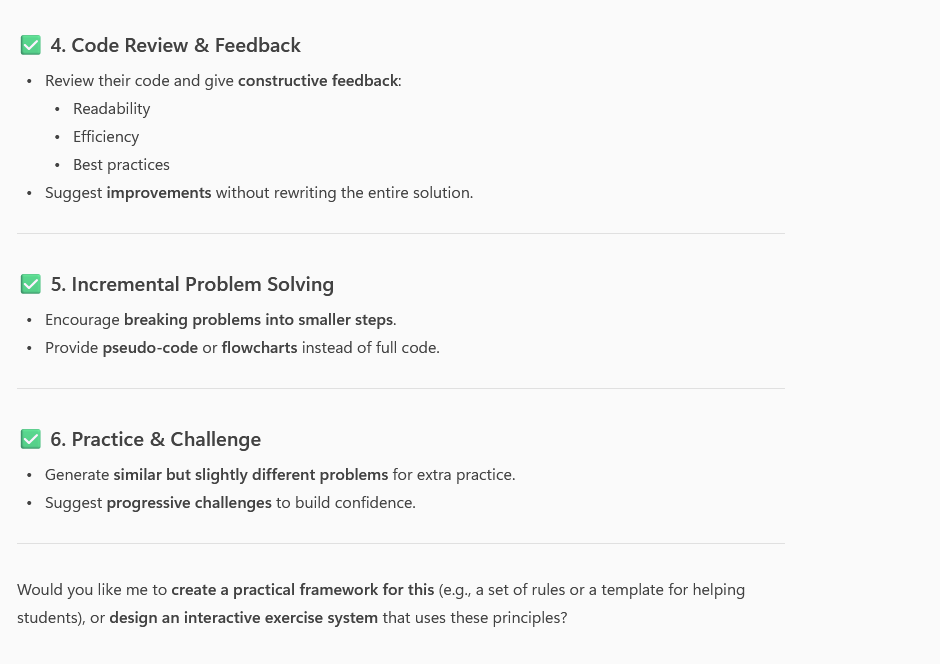 ✅ 4. Code Review & Feedback
• Review their code and give constructive feedback:
• Readability
• Efficiency
• Best practices
• Suggest improvements without rewriting the entire solution.
✅ 5. Incremental Problem Solving
• Encourage breaking problems into smaller steps.
• Provide pseudo-code or flowcharts instead of full code.
✅ 6. Practice & Challenge
• Generate similar but slightly different problems for extra practice.
• Suggest progressive challenges to build confidence.
Would you like me to create a practical framework for this (e.g., a set of rules or a template for helping
students), or design an interactive exercise system that uses these principles?